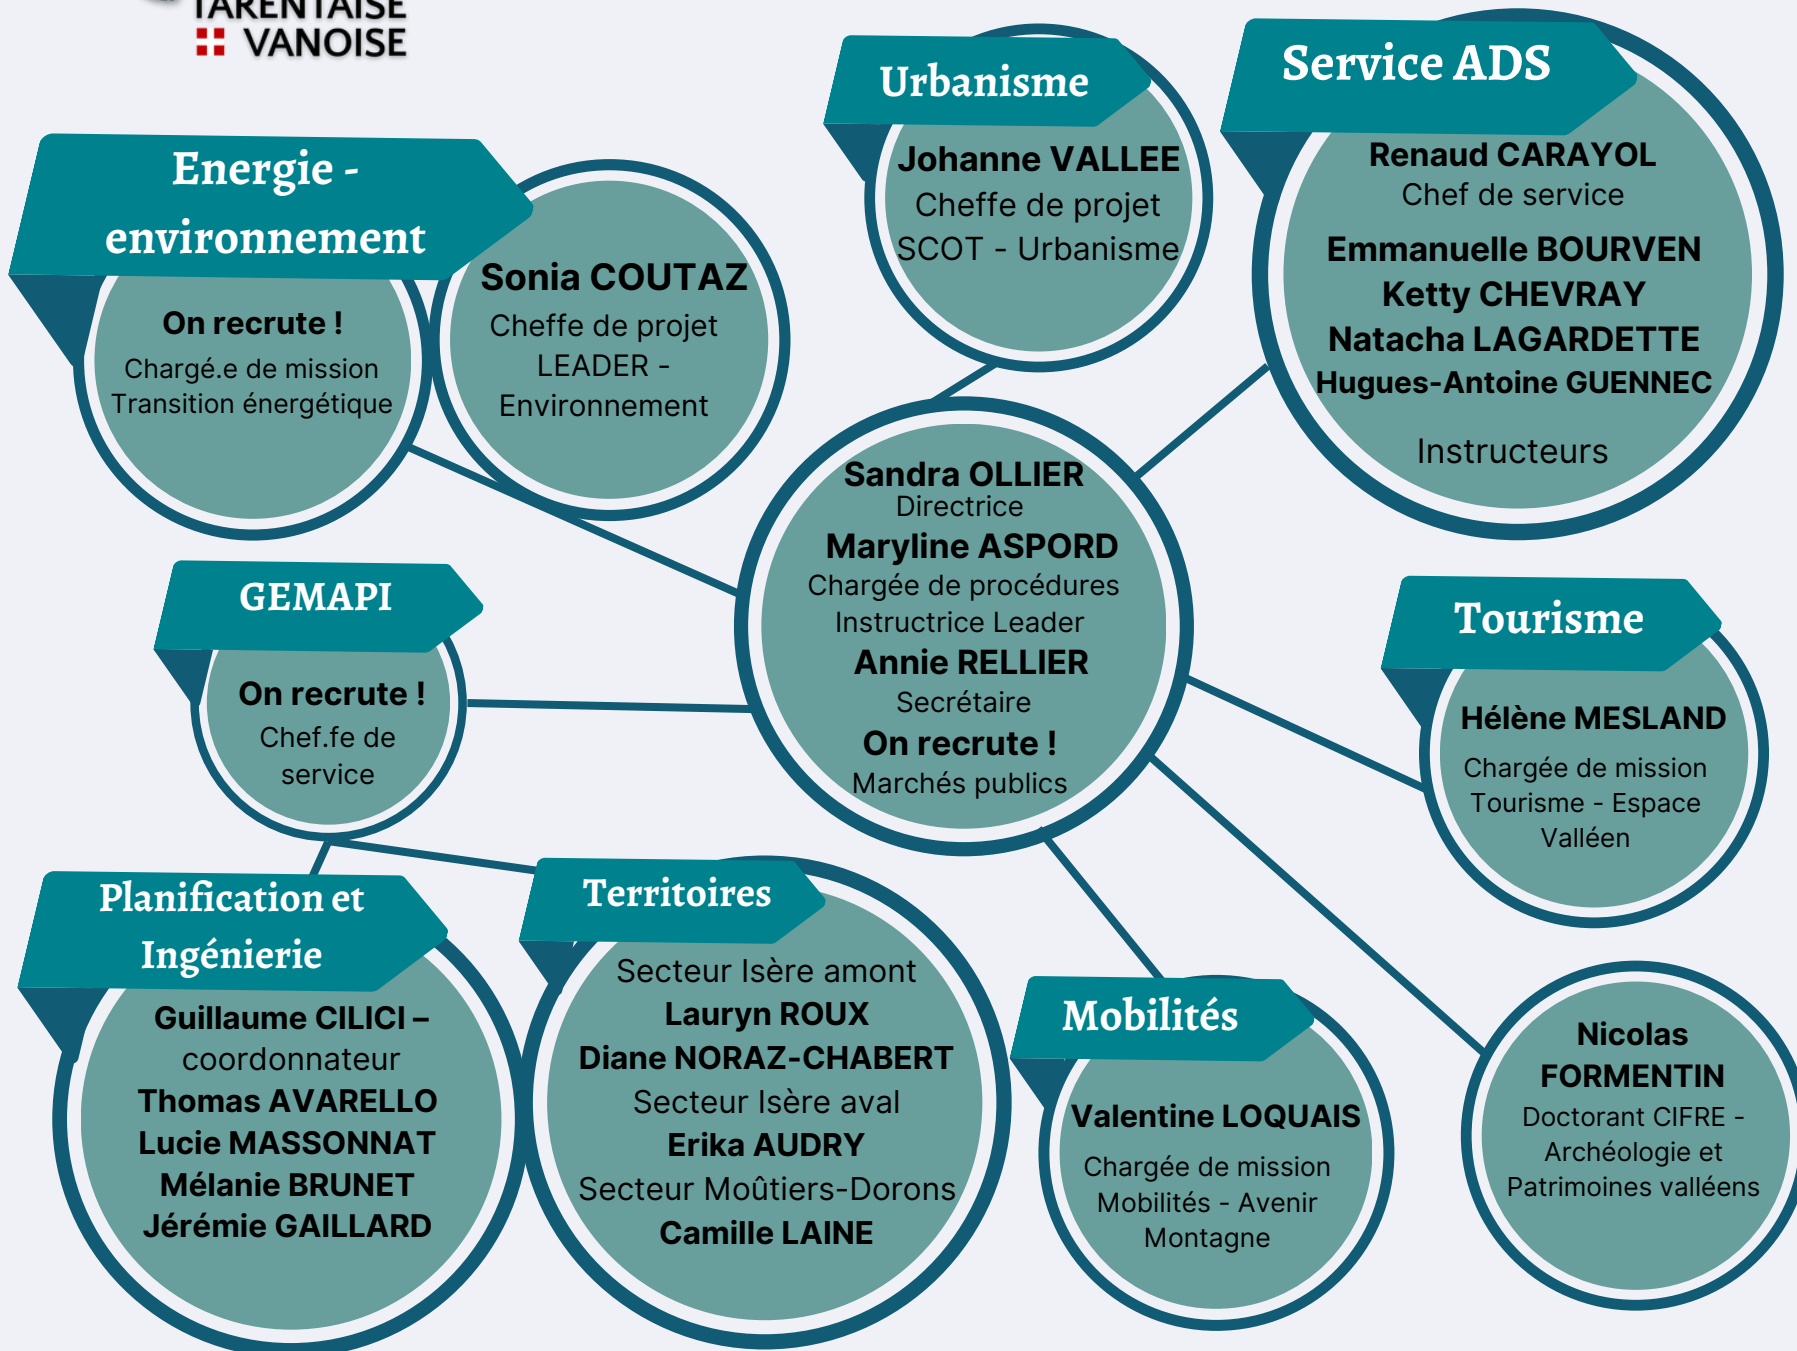 TARENTAISE
VANOISE
Energie -
environnement
On recrute !
Chargé.e de mission
Transition énergétique
Sonia COUTAZ
Cheffe de projet
LEADER -
Environnement
Urbanisme
Johanne VALLEE
Cheffe de projet
SCOT - Urbanisme
Service ADS
Renaud CARAYOL
Chef de service
Emmanuelle BOURVEN
Ketty CHEVRAY
Natacha LAGARDETTE
Hugues-Antoine GUENNEC
Instructeurs
Sandra OLLIER
Directrice
Maryline ASPORD
Chargée de procédures
Instructrice Leader
Annie RELLIER
Secrétaire
On recrute !
Marchés publics
GEMAPI
On recrute !
Chef.fe de
service
Tourisme
Hélène MESLAND
Chargée de mission
Tourisme - Espace
Valléen
Planification et
Ingénierie
Guillaume CILICI –
coordonnateur
Thomas AVARELLO
Lucie MASSONNAT
Mélanie BRUNET
Jérémie GAILLARD
Territoires
Secteur Isère amont
Lauryn ROUX
Diane NORAZ-CHABERT
Secteur Isère aval
Erika AUDRY
Secteur Moûtiers-Dorons
Camille LAINE
Mobilités
Valentine LOQUAIS
Chargée de mission
Mobilités - Avenir
Montagne
Nicolas
FORMENTIN
Doctorant CIFRE -
Archéologie et
Patrimoines valléens